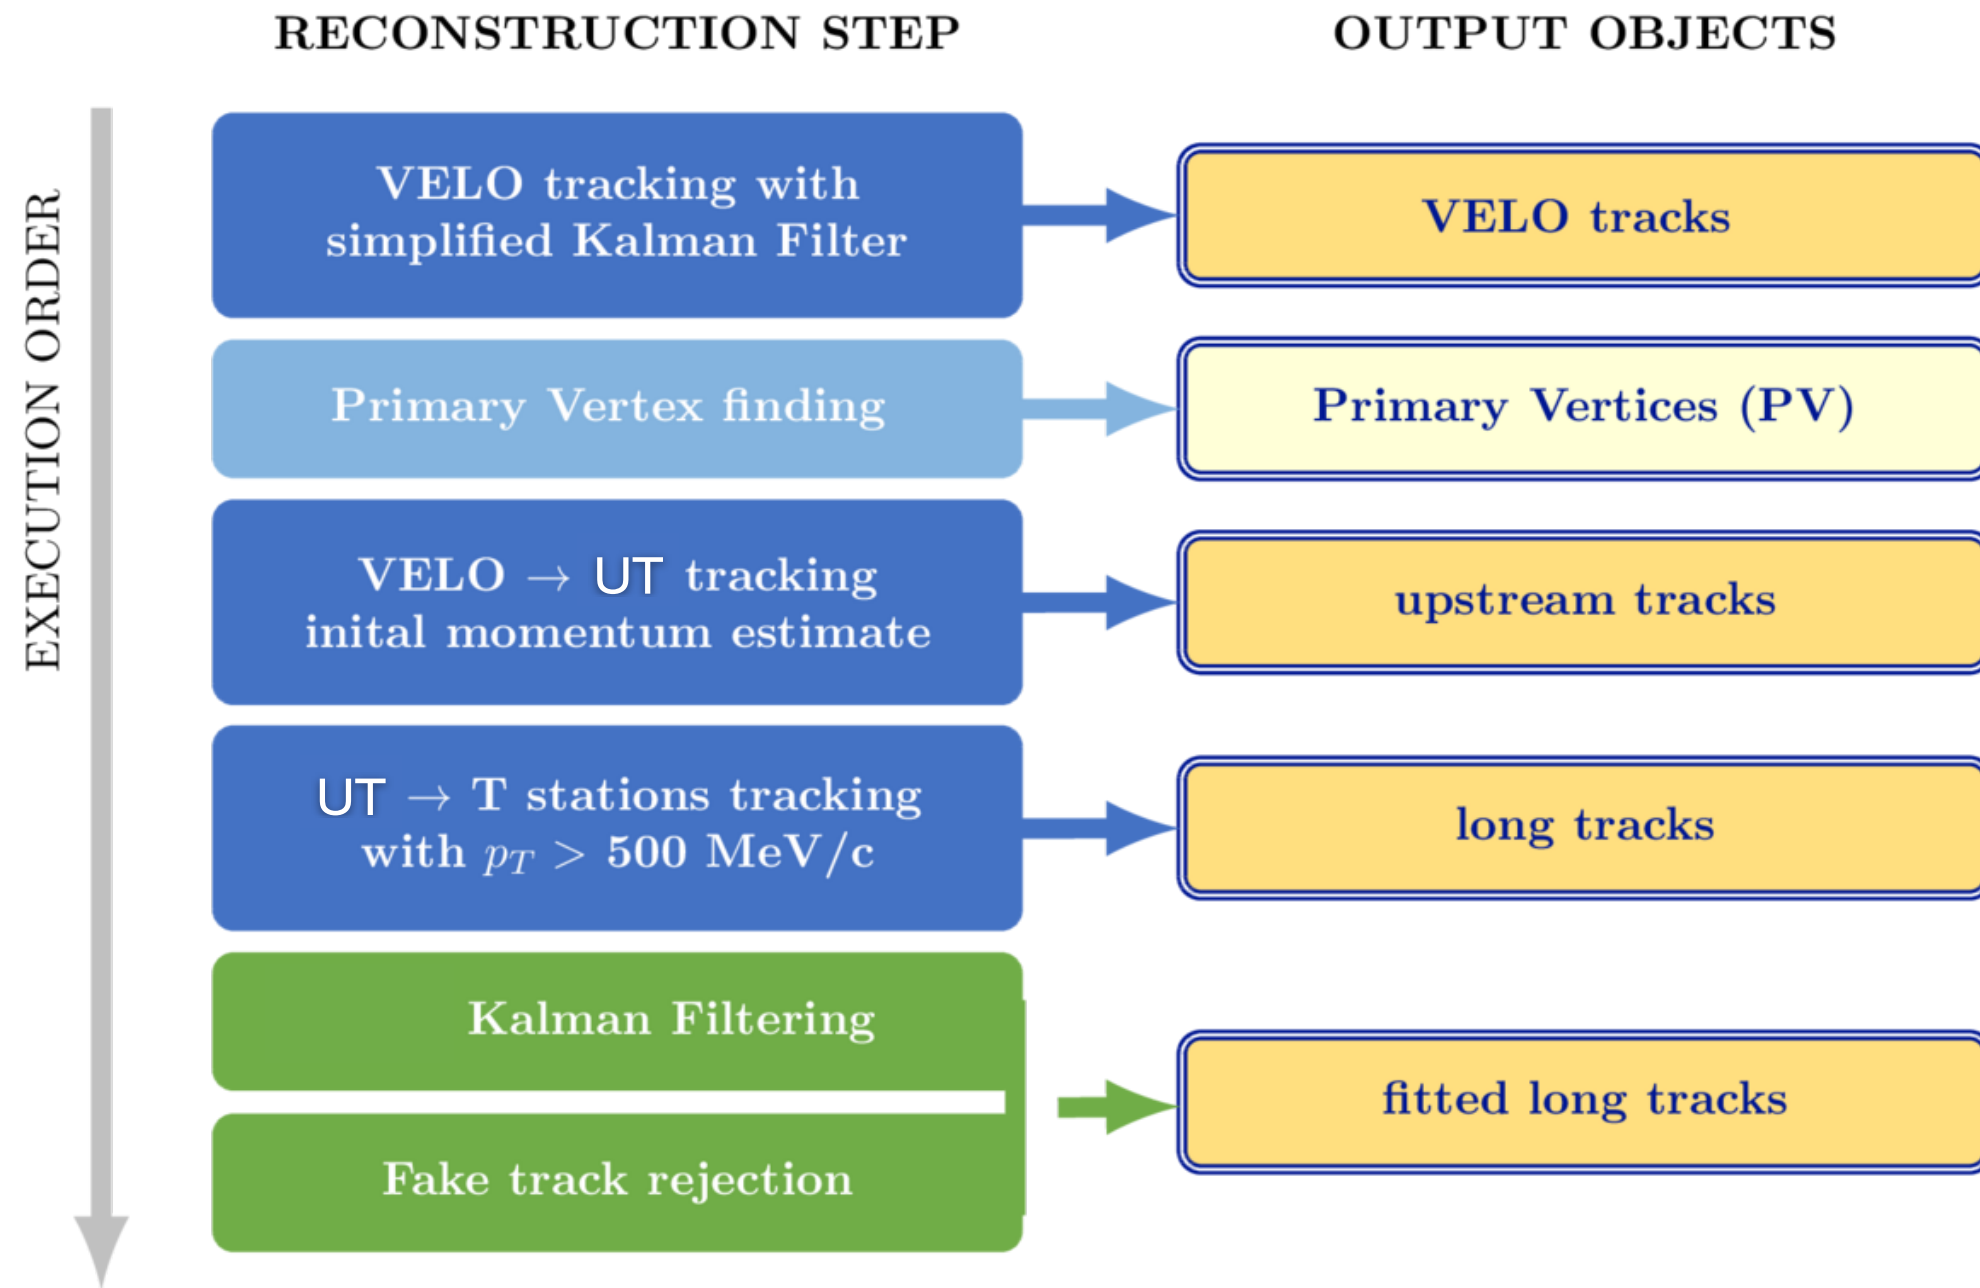 RECONSTRUCTION STEP
OUTPUT OBJECTS
EXECUTION ORDER
VELO tracking with
simplified Kalman Filter
VELO tracks
Primary Vertex finding
Primary Vertices (PV)
VELO → UT tracking
inital momentum estimate
upstream tracks
UT → T stations tracking
with p_T > 500 MeV/c
long tracks
Kalman Filtering
Fake track rejection
fitted long tracks